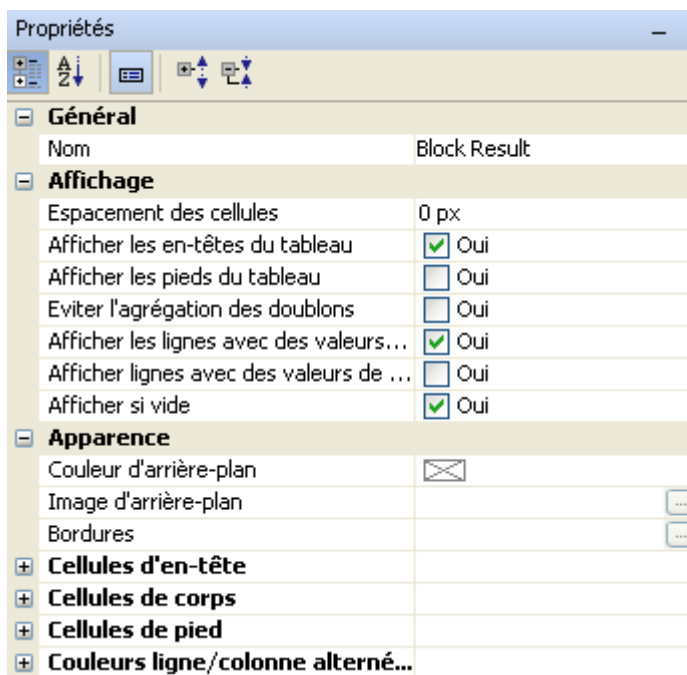 Propriétés
Général
Nom Block Result
Affichage
Espacement des cellules 0 px
Afficher les en-têtes du tableau Oui
Afficher les pieds du tableau Oui
Eviter l'agrégation des doublons Oui
Afficher les lignes avec des valeurs... Oui
Afficher lignes avec des valeurs de ... Oui
Afficher si vide Oui
Apparence
Couleur d'arrière-plan
Image d'arrière-plan ...
Bordures ...
Cellules d'en-tête
Cellules de corps
Cellules de pied
Couleurs ligne/colonne alterné...